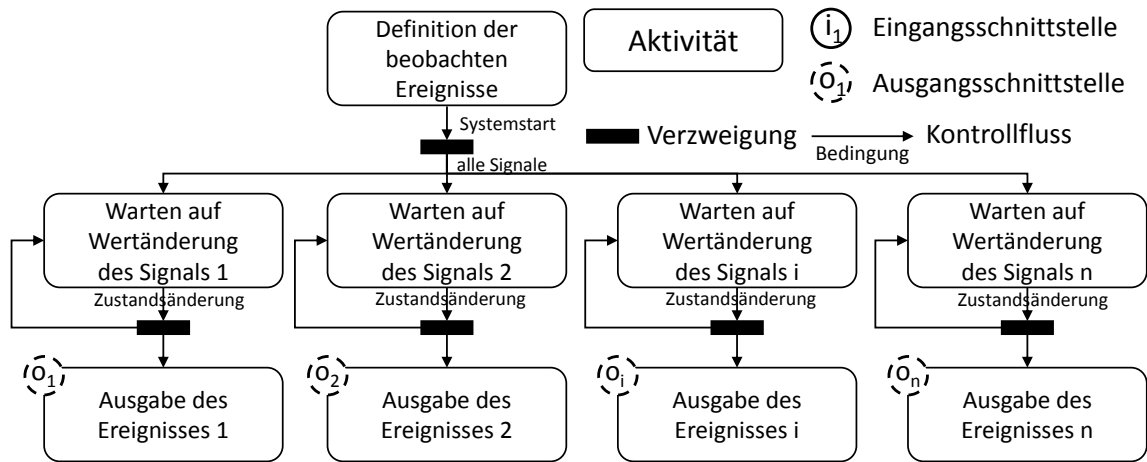 Definition der
beobachten
Ereignisse
Aktivität
i1 Eingangsschnittstelle
o1 Ausgangsschnittstelle
Systemstart
Verzweigung
Kontrollfluss
Bedingung
alle Signale
Warten auf
Wertänderung
des Signals 1
Warten auf
Wertänderung
des Signals 2
Warten auf
Wertänderung
des Signals i
Warten auf
Wertänderung
des Signals n
Zustandsänderung
Zustandsänderung
Zustandsänderung
Zustandsänderung
o1
Ausgabe des
Ereignisses 1
o2
Ausgabe des
Ereignisses 2
oi
Ausgabe des
Ereignisses i
on
Ausgabe des
Ereignisses n